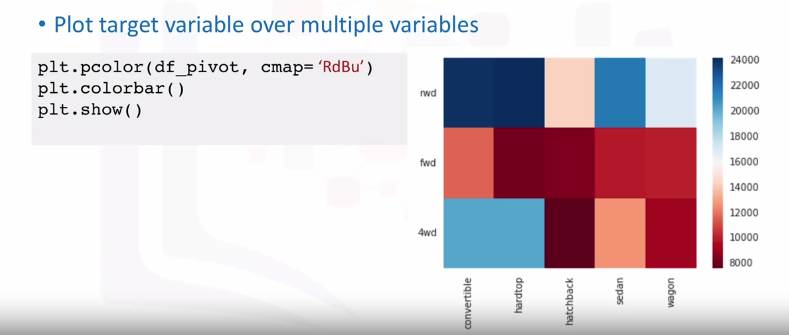 • Plot target variable over multiple variables
plt.pcolor(df_pivot, cmap=‘RdBu’)
plt.colorbar()
plt.show()
rwd
fwd
4wd
convertible
hardtop
hatchback
sedan
wagon
24000
22000
20000
18000
16000
14000
12000
10000
8000